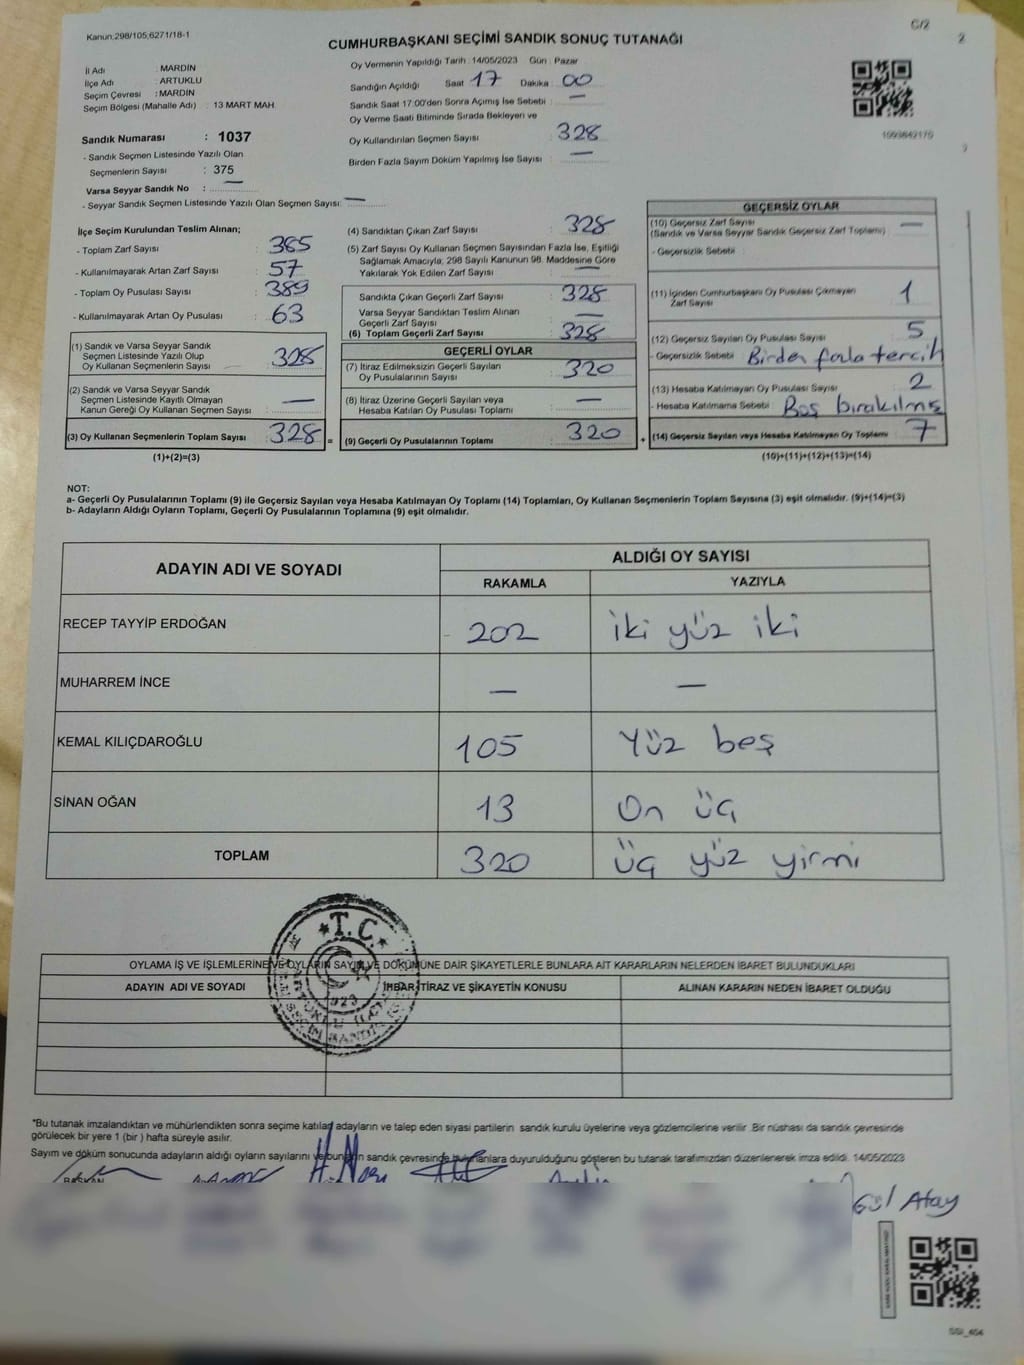 Kanun:298/105,6271/18-1
C/2
2
CUMHURBAŞKANI SEÇİMİ SANDIK SONUÇ TUTANAĞI
İl Adı : MARDİN
İlçe Adı : ARTUKLU
Seçim Çevresi : MARDİN
Seçim Bölgesi (Mahalle Adı) : 13 MART MAH.
Sandık Numarası : 1037
- Sandık Seçmen Listesinde Yazılı Olan
Seçmenlerin Sayısı : 375
Varsa Seyyar Sandık No : —
- Seyyar Sandık Seçmen Listesinde Yazılı Olan Seçmen Sayısı: —
Oy Vermenin Yapıldığı Tarih : 14/05/2023 Gün : Pazar
Sandığın Açıldığı Saat 17 Dakika 00
Sandık Saat 17:00'den Sonra Açımış İse Sebebi : —
Oy Verme Saati Bitiminde Sırada Bekleyen ve
Oy Kullandırılan Seçmen Sayısı : 328
Birden Fazla Sayım Döküm Yapılmış İse Sayısı : —
1099842170
İlçe Seçim Kurulundan Teslim Alınan;
- Toplam Zarf Sayısı : 385
- Kullanılmayarak Artan Zarf Sayısı : 57
- Toplam Oy Pusulası Sayısı : 389
- Kullanılmayarak Artan Oy Pusulası : 63
(1) Sandık ve Varsa Seyyar Sandık
Seçmen Listesinde Yazılı Olup
Oy Kullanan Seçmenlerin Sayısı : 328
(2) Sandık ve Varsa Seyyar Sandık
Seçmen Listesinde Kayıtlı Olmayan
Kanun Gereği Oy Kullanan Seçmen Sayısı : —
(3) Oy Kullanan Seçmenlerin Toplam Sayısı : 328 =
(1)+(2)=(3)
(4) Sandıktan Çıkan Zarf Sayısı : 328
(5) Zarf Sayısı Oy Kullanan Seçmen Sayısından Fazla İse, Eşitliği
Sağlamak Amacıyla; 298 Sayılı Kanunun 98. Maddesine Göre
Yakılarak Yok Edilen Zarf Sayısı : —
Sandıkta Çıkan Geçerli Zarf Sayısı : 328
Varsa Seyyar Sandıktan Teslim Alınan
Geçerli Zarf Sayısı : —
(6) Toplam Geçerli Zarf Sayısı : 328
GEÇERLİ OYLAR
(7) İtiraz Edilmeksizin Geçerli Sayılan
Oy Pusulalarının Sayısı : 320
(8) İtiraz Üzerine Geçerli Sayılan veya
Hesaba Katılan Oy Pusulası Toplamı : —
(9) Geçerli Oy Pusulalarının Toplamı : 320 +
GEÇERSİZ OYLAR
(10) Geçersiz Zarf Sayısı : —
(Sandık ve Varsa Seyyar Sandık Geçersiz Zarf Toplamı)
- Geçersizlik Sebebi :
(11) İçinden Cumhurbaşkanı Oy Pusulası Çıkmayan
Zarf Sayısı : 1
(12) Geçersiz Sayılan Oy Pusulası Sayısı : 5
- Geçersizlik Sebebi : Birden fazla tercih
(13) Hesaba Katılmayan Oy Pusulası Sayısı : 2
- Hesaba Katılmama Sebebi : Boş bırakılmış
(14) Geçersiz Sayılan veya Hesaba Katılmayan Oy Toplamı : 7
(10)+(11)+(12)+(13)=(14)
NOT:
a- Geçerli Oy Pusulalarının Toplamı (9) ile Geçersiz Sayılan veya Hesaba Katılmayan Oy Toplamı (14) Toplamları, Oy Kullanan Seçmenlerin Toplam Sayısına (3) eşit olmalıdır. (9)+(14)=(3)
b- Adayların Aldığı Oyların Toplamı, Geçerli Oy Pusulalarının Toplamına (9) eşit olmalıdır.
ADAYIN ADI VE SOYADI
ALDIĞI OY SAYISI
RAKAMLA YAZIYLA
RECEP TAYYİP ERDOĞAN 202 iki yüz iki
MUHARREM İNCE — —
KEMAL KILIÇDAROĞLU 105 Yüz beş
SİNAN OĞAN 13 On üç
TOPLAM 320 üç yüz yirmi
T.C.
OYLAMA İŞ VE İŞLEMLERİNE VE OYLARIN SAYIM VE DÖKÜMÜNE DAİR ŞİKAYETLERLE BUNLARA AİT KARARLARIN NELERDEN İBARET BULUNDUKLARI
ADAYIN ADI VE SOYADI İHBAR, İTİRAZ VE ŞİKAYETİN KONUSU ALINAN KARARIN NEDEN İBARET OLDUĞU
*Bu tutanak imzalandıktan ve mühürlendikten sonra seçime katılan adayların ve talep eden siyasi partilerin sandık kurulu üyelerine veya gözlemcilerine verilir. Bir nüshası da sandık çevresinde
görülecek bir yere 1 (bir) hafta süreyle asılır.
Sayım ve döküm sonucunda adayların aldığı oyların sayılarını ve bunların sandık çevresinde bulunanlara duyurulduğunu gösteren bu tutanak tarafımızdan düzenlenerek imza edildi. 14/05/2023
BAŞKAN
Gül Atay
SSI_404